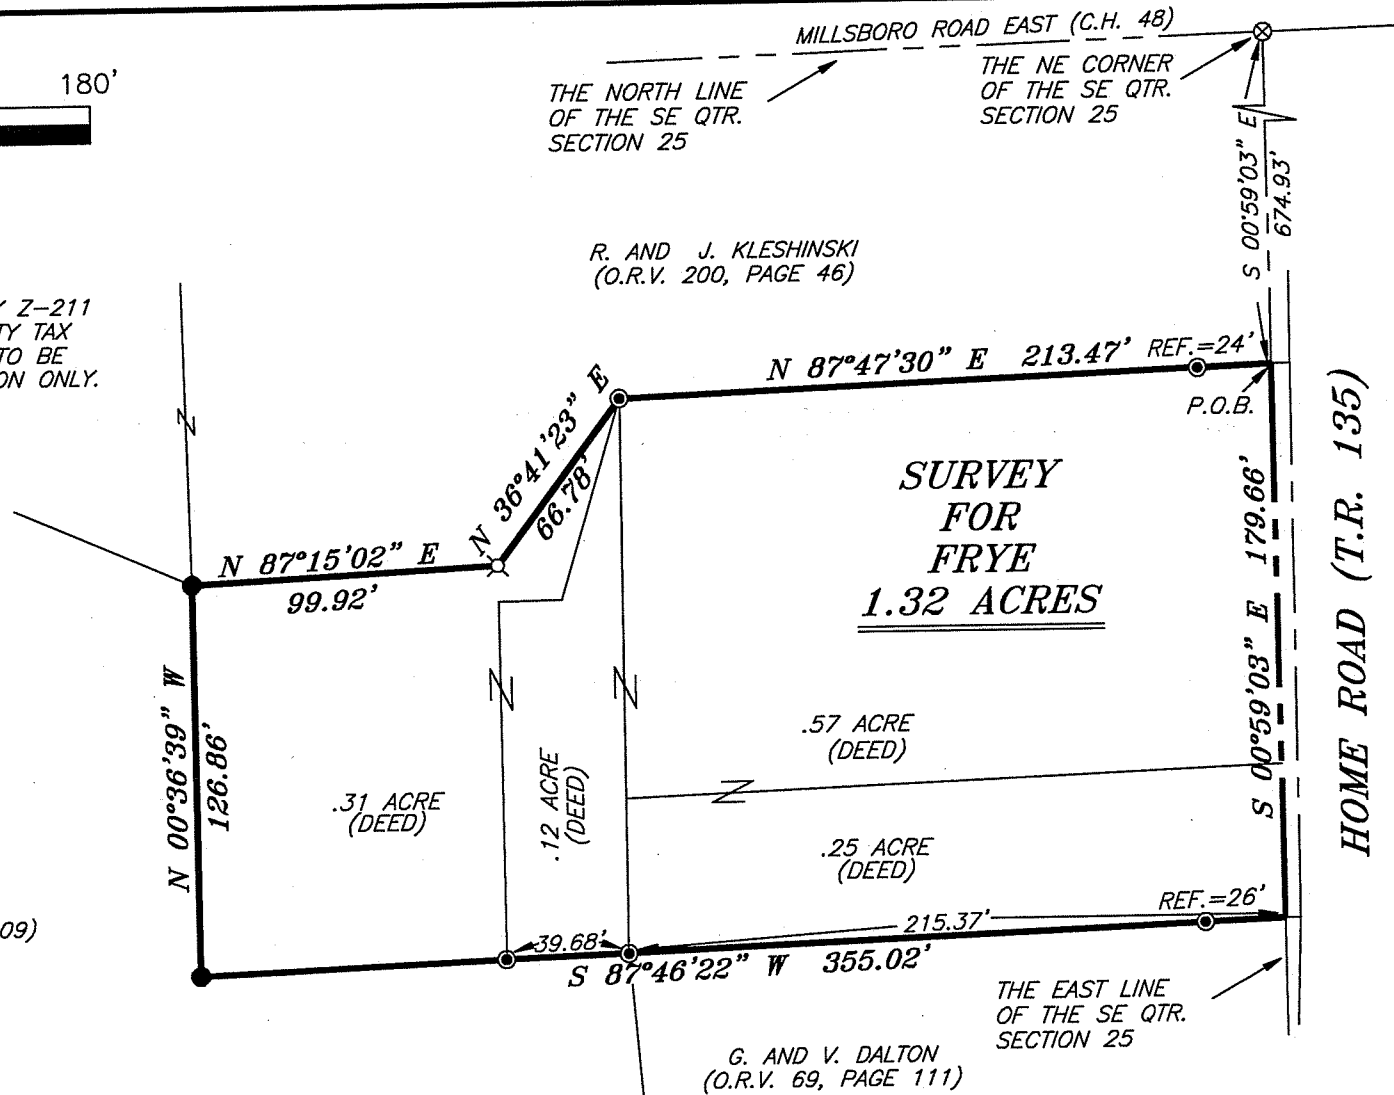 180'
MILLSBORO ROAD EAST (C.H. 48)
THE NORTH LINE
OF THE SE QTR.
SECTION 25
THE NE CORNER
OF THE SE QTR.
SECTION 25
S 00°59'03" E
674.93'
R. AND J. KLESHINSKI
(O.R.V. 200, PAGE 46)
Z-211
TY TAX
TO BE
ON ONLY.
N 87°47'30" E 213.47'
REF.=24'
P.O.B.
N 36°41'23" E
66.78'
SURVEY
FOR
FRYE
1.32 ACRES
N 87°15'02" E
99.92'
S 00°59'03" E 179.66'
HOME ROAD (T.R. 135)
N 00°36'39" W
126.86'
.57 ACRE
(DEED)
.31 ACRE
(DEED)
.12 ACRE
(DEED)
.25 ACRE
(DEED)
REF.=26'
215.37'
39.68'
S 87°46'22" W 355.02'
09)
THE EAST LINE
OF THE SE QTR.
SECTION 25
G. AND V. DALTON
(O.R.V. 69, PAGE 111)